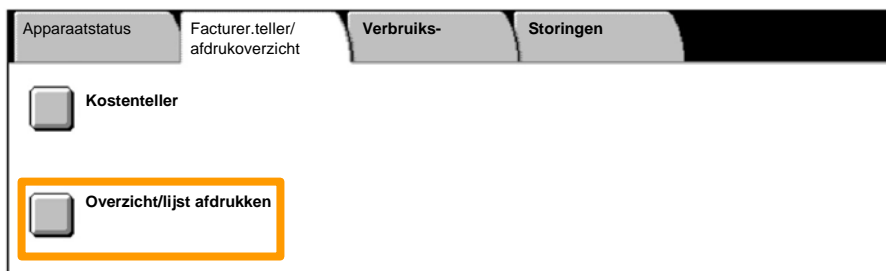 Apparaatstatus
Facturer.teller/
afdrukoverzicht
Verbruiks-
Storingen
Kostenteller
Overzicht/lijst afdrukken